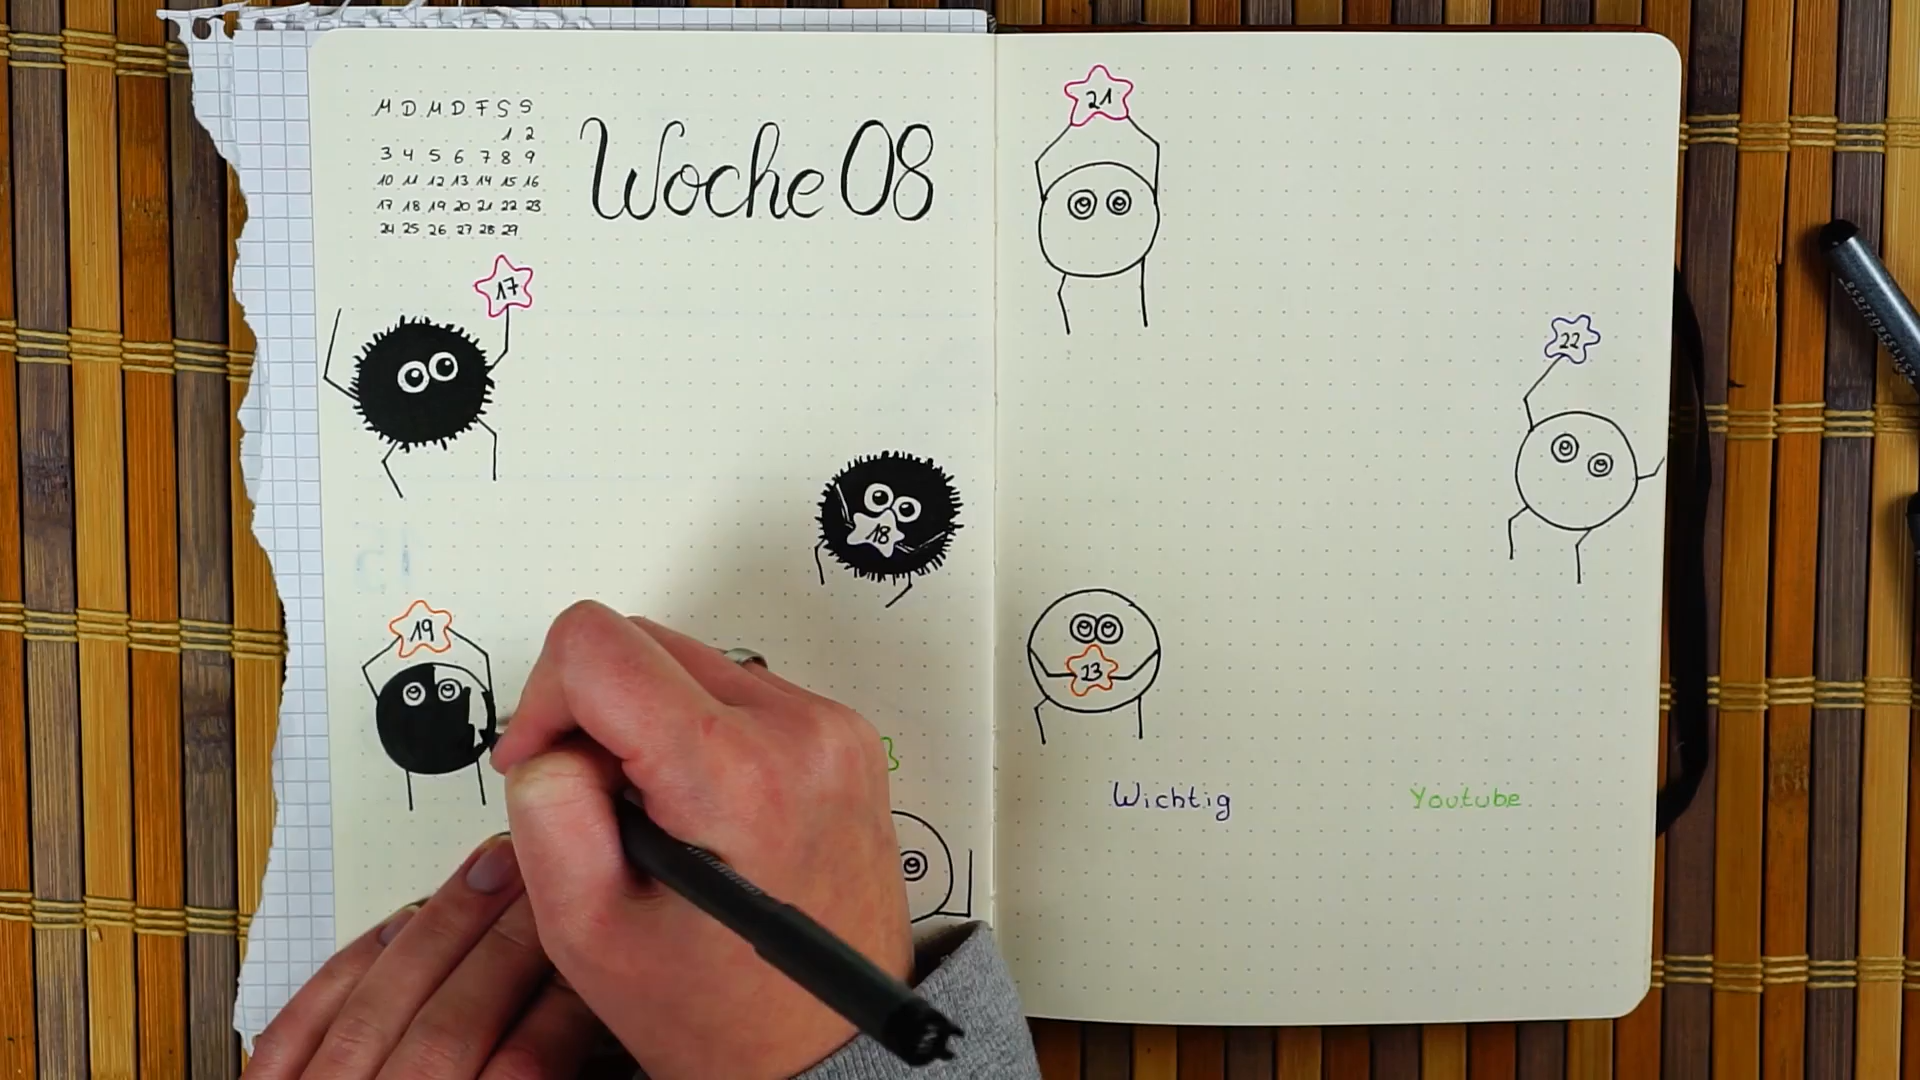 M D M D F S S
1 2
3 4 5 6 7 8 9
10 11 12 13 14 15 16
17 18 19 20 21 22 23
24 25 26 27 28 29
Woche 08
17
18
19
21
22
23
Wichtig
Youtube